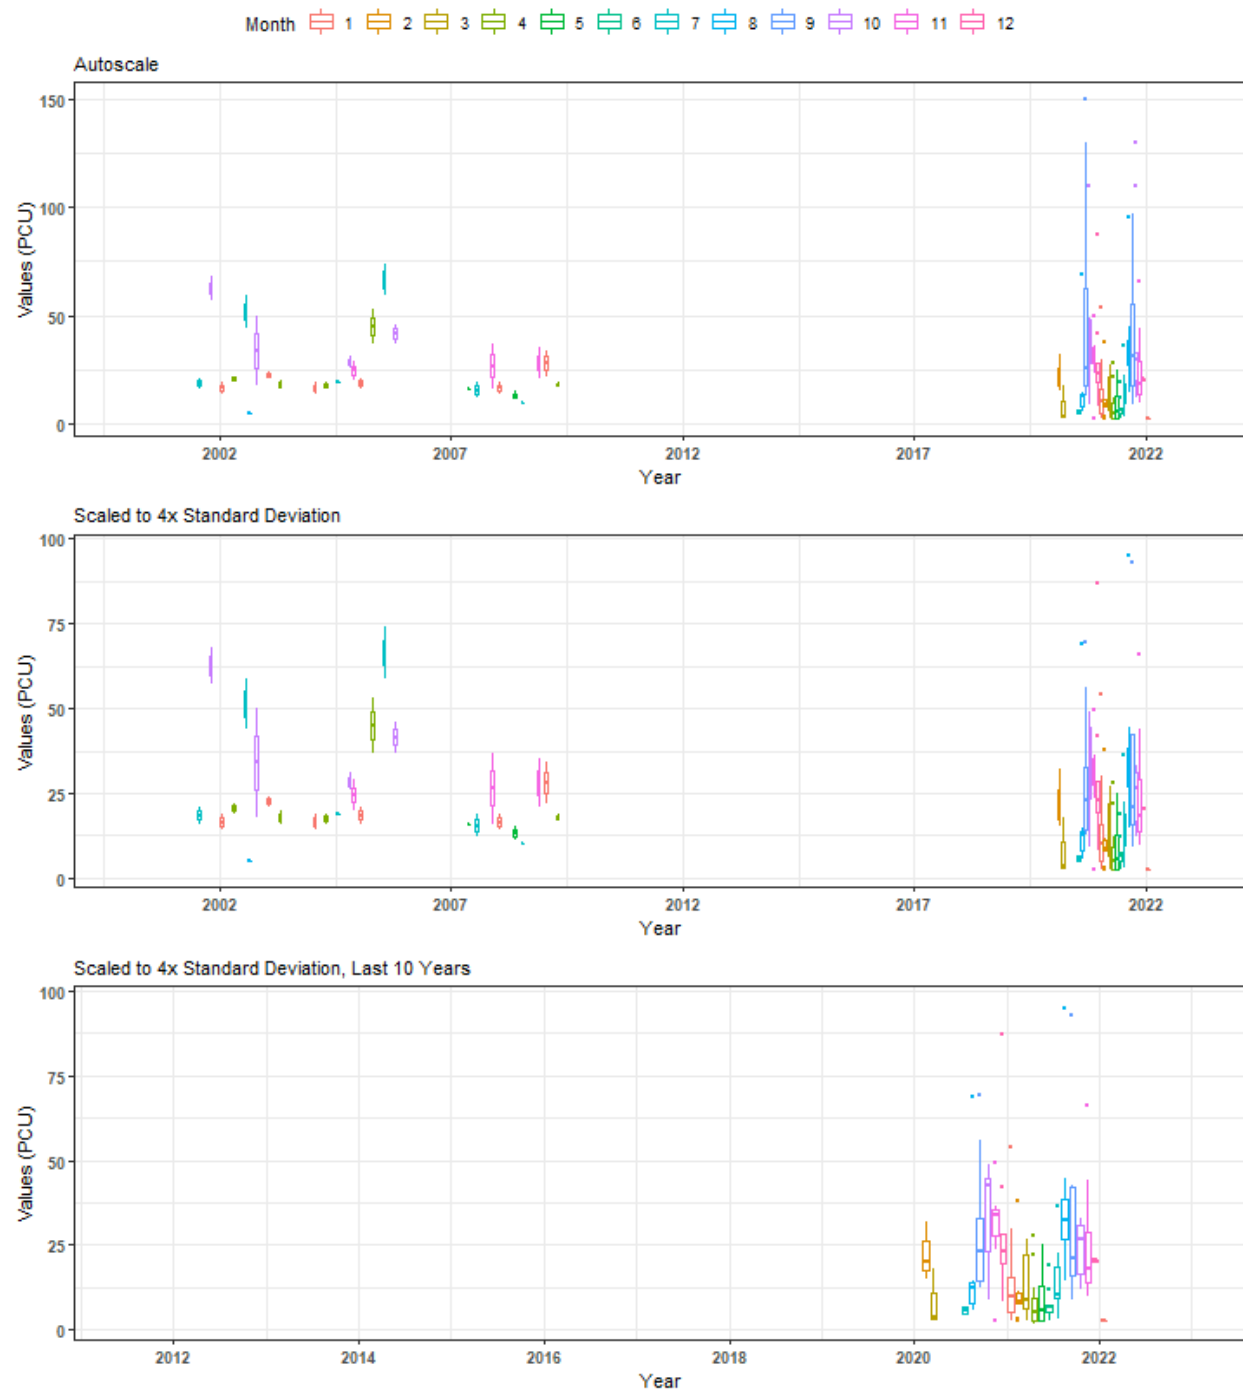 Month 1 2 3 4 5 6 7 8 9 10 11 12
Autoscale
150
100
50
0
Values (PCU)
2002 2007 2012 2017 2022
Year
Scaled to 4x Standard Deviation
100
75
50
25
0
Values (PCU)
2002 2007 2012 2017 2022
Year
Scaled to 4x Standard Deviation, Last 10 Years
100
75
50
25
0
Values (PCU)
2012 2014 2016 2018 2020 2022
Year